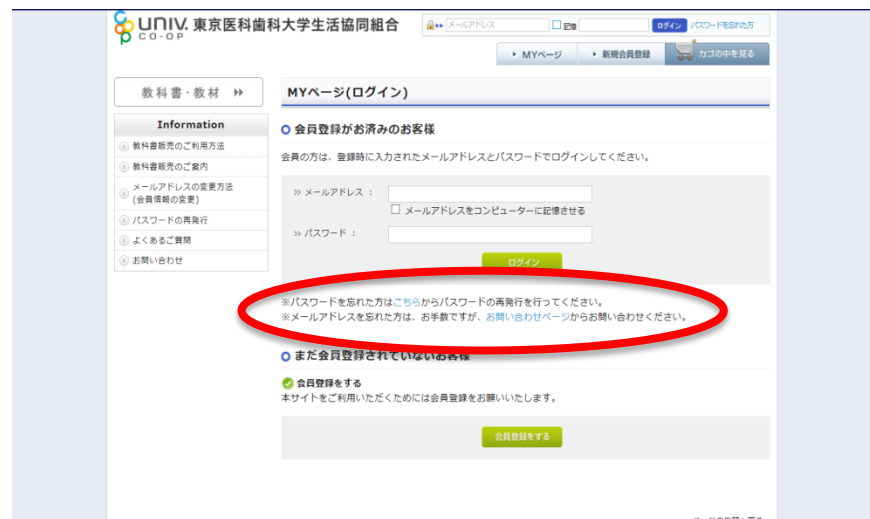 UNIV. 東京医科歯科大学生活協同組合
CO-OP
メールアドレス 記憶 ログイン パスワードを忘れた方
MYページ 新規会員登録 カゴの中を見る
教科書・教材
Information
教科書販売のご利用方法
教科書販売のご案内
メールアドレスの変更方法
(会員情報の変更)
パスワードの再発行
よくあるご質問
お問い合わせ
MYページ(ログイン)
会員登録がお済みのお客様
会員の方は、登録時に入力されたメールアドレスとパスワードでログインしてください。
メールアドレス :
メールアドレスをコンピューターに記憶させる
パスワード :
ログイン
※パスワードを忘れた方はこちらからパスワードの再発行を行ってください。
※メールアドレスを忘れた方は、お手数ですが、お問い合わせページからお問い合わせください。
まだ会員登録されていないお客様
会員登録をする
本サイトをご利用いただくためには会員登録をお願いいたします。
会員登録をする